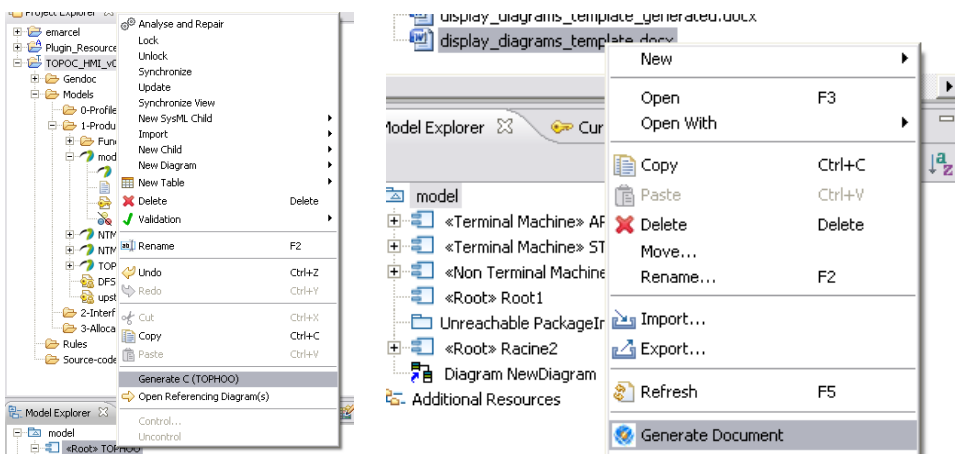 Project Explorer
emarcel
Plugin_Resource
TOPOC_HMI_v0
Gendoc
Models
0-Profile
1-Produ
Fun
mod
NTM
NTM
TOP
DFS
upst
2-Interf
3-Alloca
Rules
Source-code
Model Explorer
model
«Root» TOPHOO
Analyse and Repair
Lock
Unlock
Synchronize
Update
Synchronize View
New SysML Child
Import
New Child
New Diagram
New Table
Delete Delete
Validation
Rename F2
Undo Ctrl+Z
Redo Ctrl+Y
Cut Ctrl+X
Copy Ctrl+C
Paste Ctrl+V
Generate C (TOPHOO)
Open Referencing Diagram(s)
Control...
Uncontrol
display_diagrams_template_generated.docx
display_diagrams_template.docx
Model Explorer Cur
model
«Terminal Machine» AF
«Terminal Machine» ST
«Non Terminal Machine
«Root» Root1
Unreachable PackageIn
«Root» Racine2
Diagram NewDiagram
Additional Resources
New
Open F3
Open With
Copy Ctrl+C
Paste Ctrl+V
Delete Delete
Move...
Rename... F2
Import...
Export...
Refresh F5
Generate Document